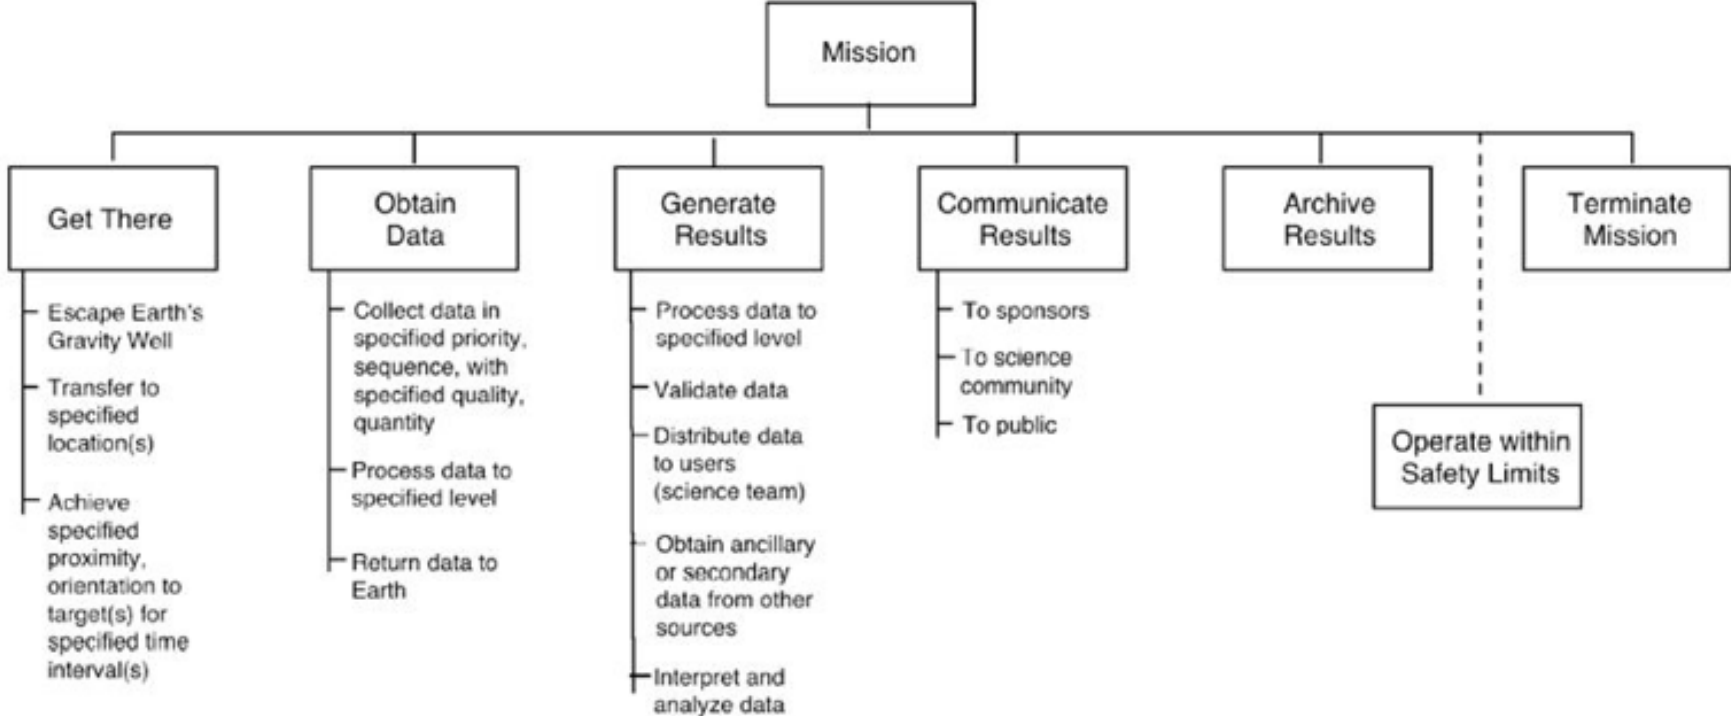 Mission
Get There
Obtain
Data
Generate
Results
Communicate
Results
Archive
Results
Terminate
Mission
Escape Earth's
Gravity Well
Transfer to
specified
location(s)
Achieve
specified
proximity,
orientation to
target(s) for
specified time
interval(s)
Collect data in
specified priority,
sequence, with
specified quality,
quantity
Process data to
specified level
Return data to
Earth
Process data to
specified level
Validate data
Distribute data
to users
(science team)
Obtain ancillary
or secondary
data from other
sources
Interpret and
analyze data
To sponsors
To science
community
To public
Operate within
Safety Limits